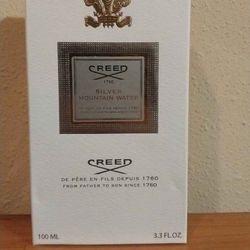 CREED
1760
SILVER
MOUNTAIN WATER
CREED
DE PÈRE EN FILS DEPUIS 1760
FROM FATHER TO SON SINCE 1760
100 ML
3.3 FL.OZ.